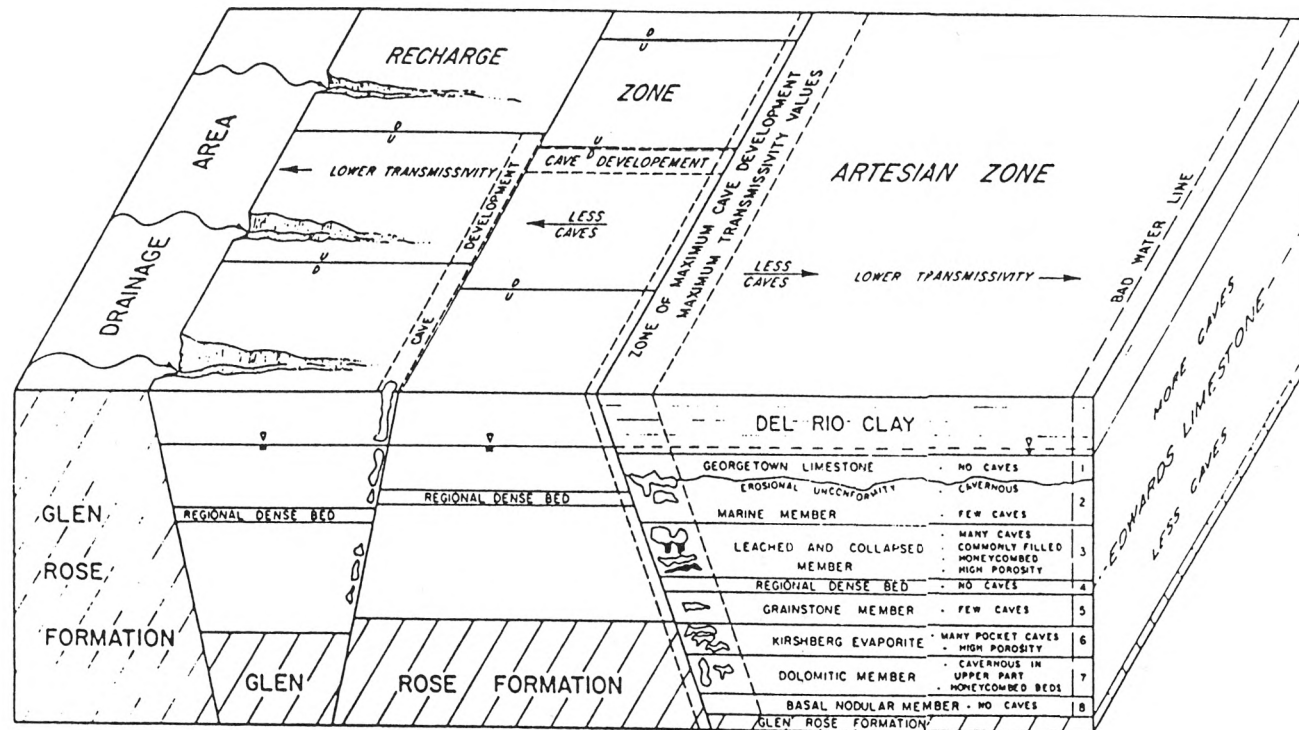 RECHARGE
ZONE
AREA
DRAINAGE
D
U
D
U
U
D
D
U
U
D
D
U
LOWER TRANSMISSIVITY
CAVE DEVELOPEMENT
CAVE DEVELOPMENT
LESS
CAVES
ZONE OF MAXIMUM CAVE DEVELOPMENT
MAXIMUM TRANSMISSIVITY VALUES
ARTESIAN ZONE
LESS
CAVES
LOWER TRANSMISSIVITY
BAD WATER LINE
MORE CAVES
EDWARDS LIMESTONE
LESS CAVES
GLEN
ROSE
FORMATION
REGIONAL DENSE BED
REGIONAL DENSE BED
GLEN
ROSE FORMATION
DEL RIO CLAY
GEORGETOWN LIMESTONE · NO CAVES 1
EROSIONAL UNCONFORMITY · CAVERNOUS
2
MARINE MEMBER · FEW CAVES
LEACHED AND COLLAPSED
MEMBER
· MANY CAVES
· COMMONLY FILLED
· HONEYCOMBED
· HIGH POROSITY
3
REGIONAL DENSE BED · NO CAVES 4
GRAINSTONE MEMBER · FEW CAVES 5
KIRSHBERG EVAPORITE
· MANY POCKET CAVES
· HIGH POROSITY
6
DOLOMITIC MEMBER
· CAVERNOUS IN
UPPER PART
· HONEYCOMBED BEDS
7
BASAL NODULAR MEMBER · NO CAVES 8
GLEN ROSE FORMATION